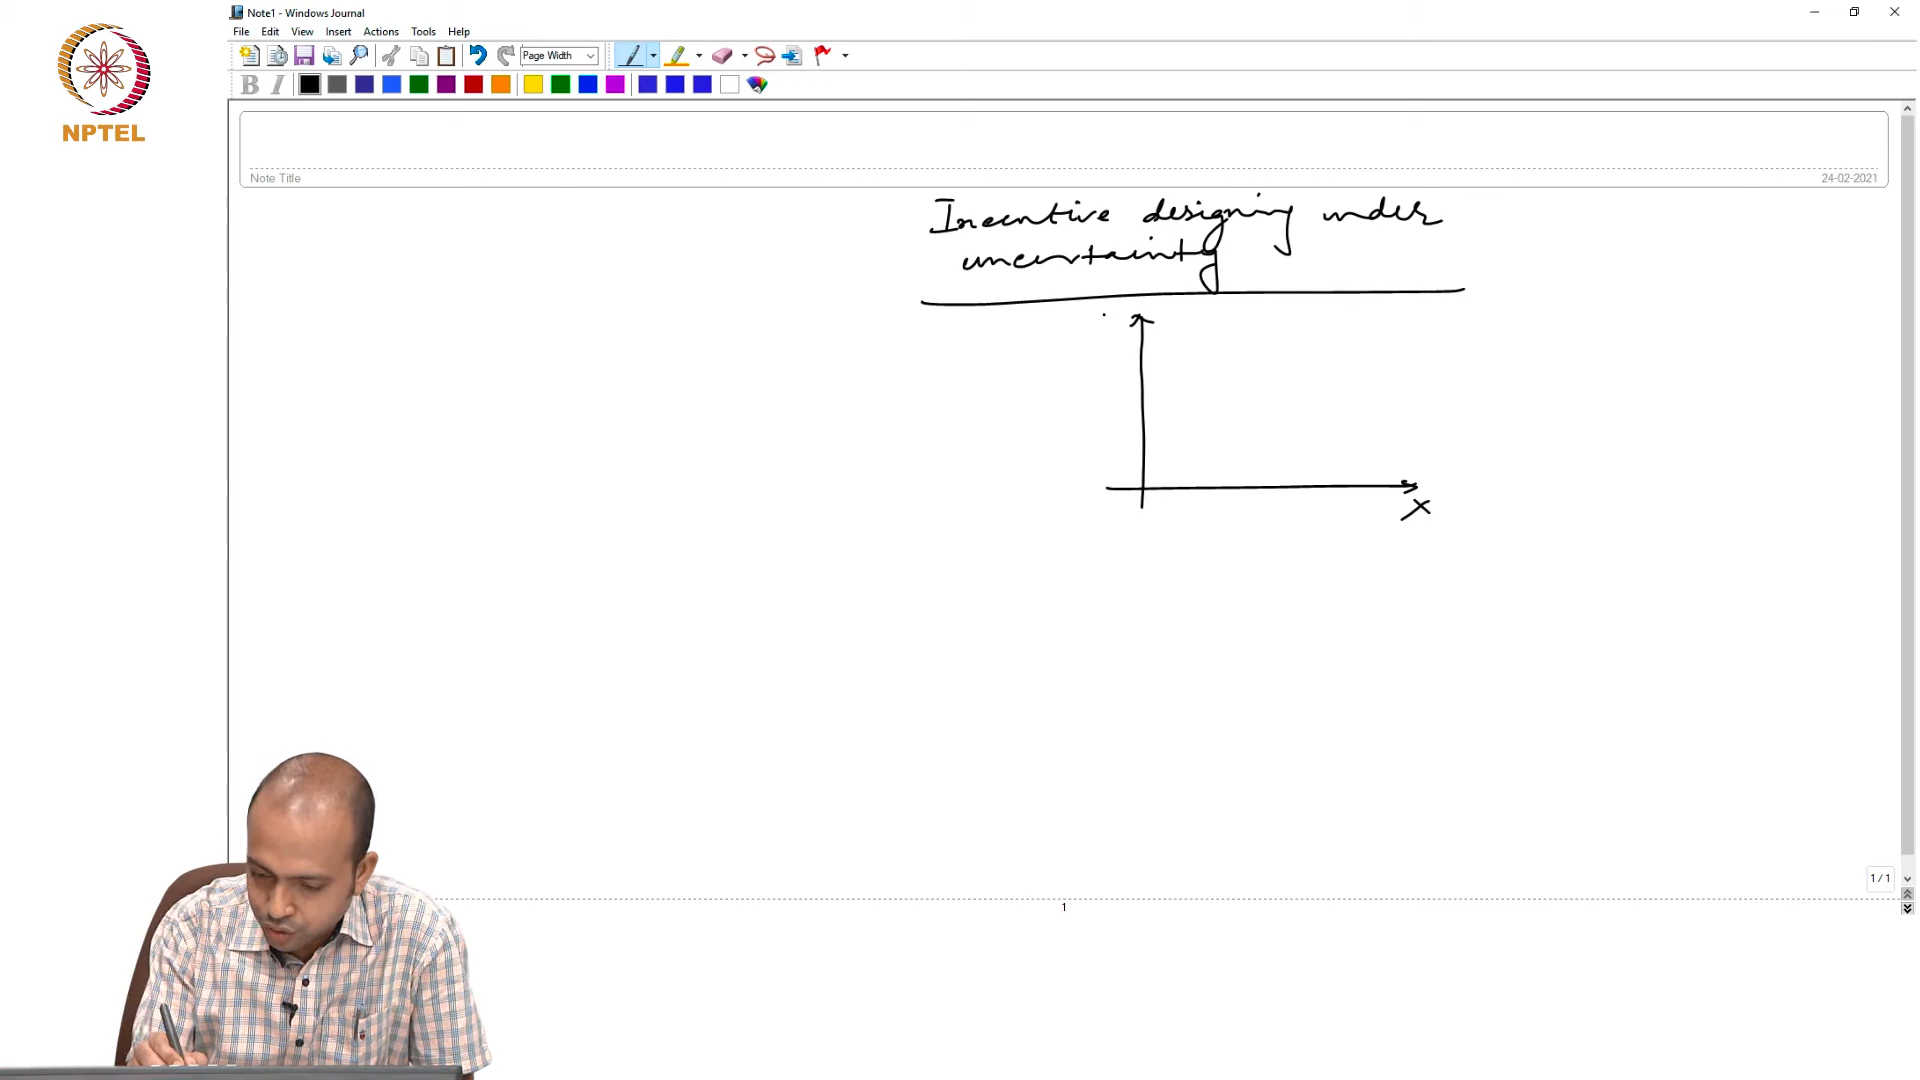 Note1 - Windows Journal
File Edit View Insert Actions Tools Help
NPTEL
Page Width
B I
Note Title
24-02-2021
Incentive designing under
uncertainty
X
1 / 1
1